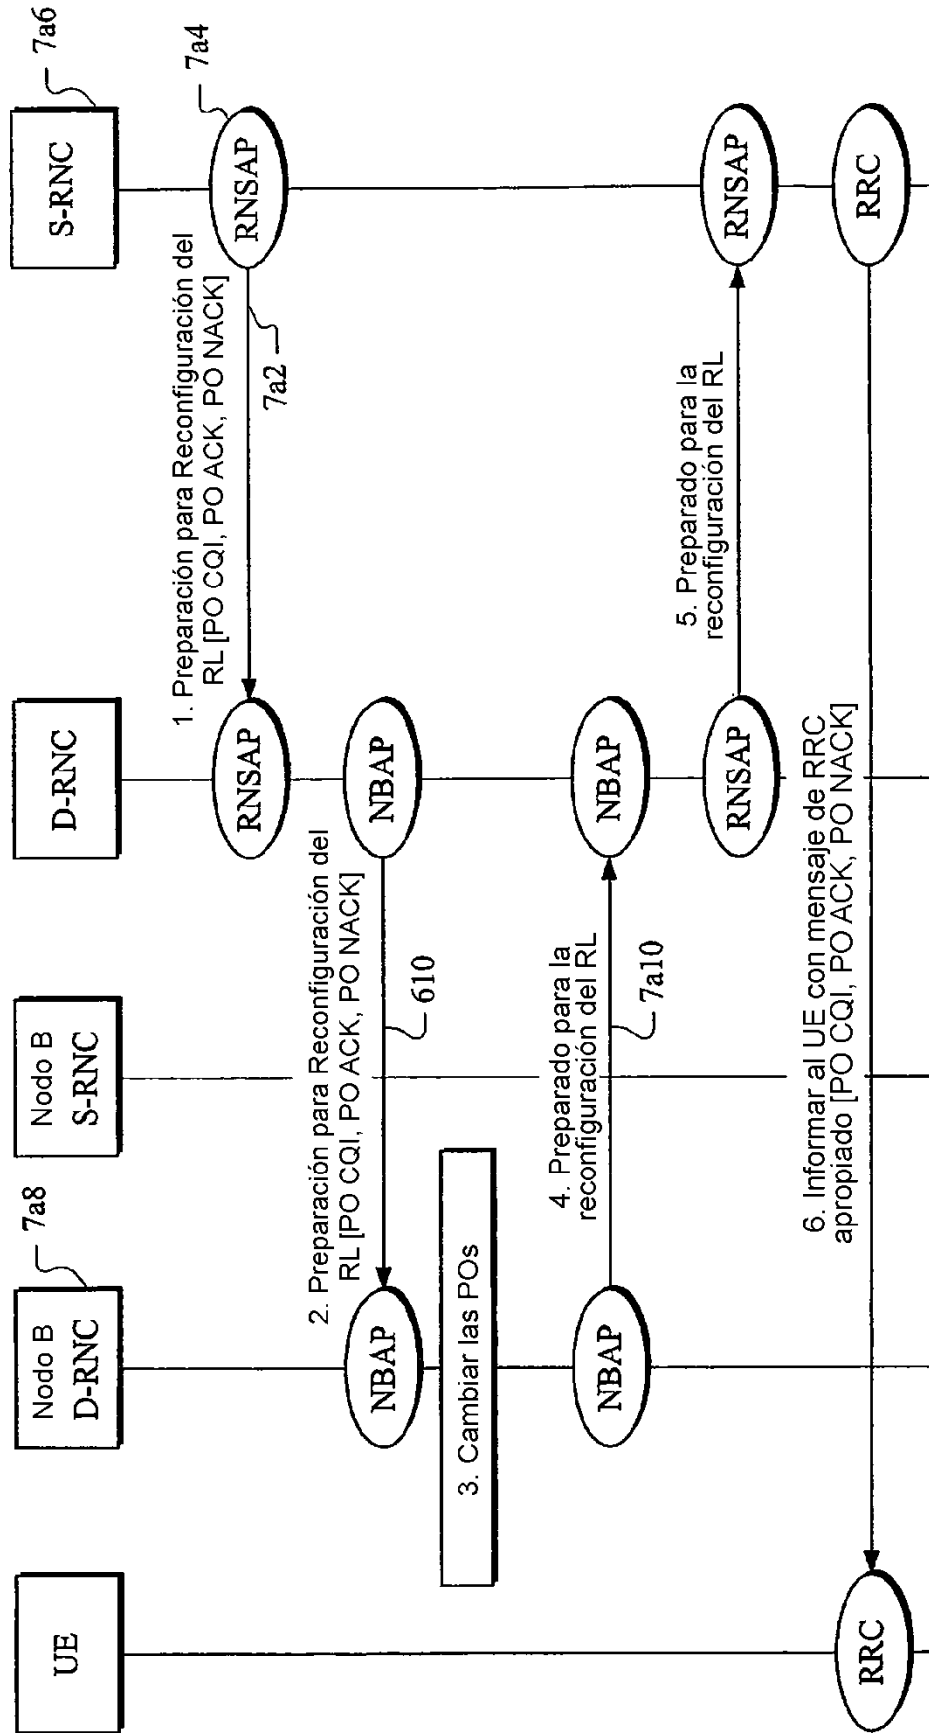 UE
Nodo B
D-RNC
7a8
Nodo B
S-RNC
D-RNC
S-RNC
7a6
1. Preparación para Reconfiguración del
RL [PO CQI, PO ACK, PO NACK]
RNSAP
7a2
RNSAP
7a4
2. Preparación para Reconfiguración del
RL [PO CQI, PO ACK, PO NACK]
NBAP
610
NBAP
3. Cambiar las POs
4. Preparado para la
reconfiguración del RL
NBAP
7a10
NBAP
5. Preparado para la
reconfiguración del RL
RNSAP
RNSAP
6. Informar al UE con mensaje de RRC
apropiado [PO CQI, PO ACK, PO NACK]
RRC
RRC